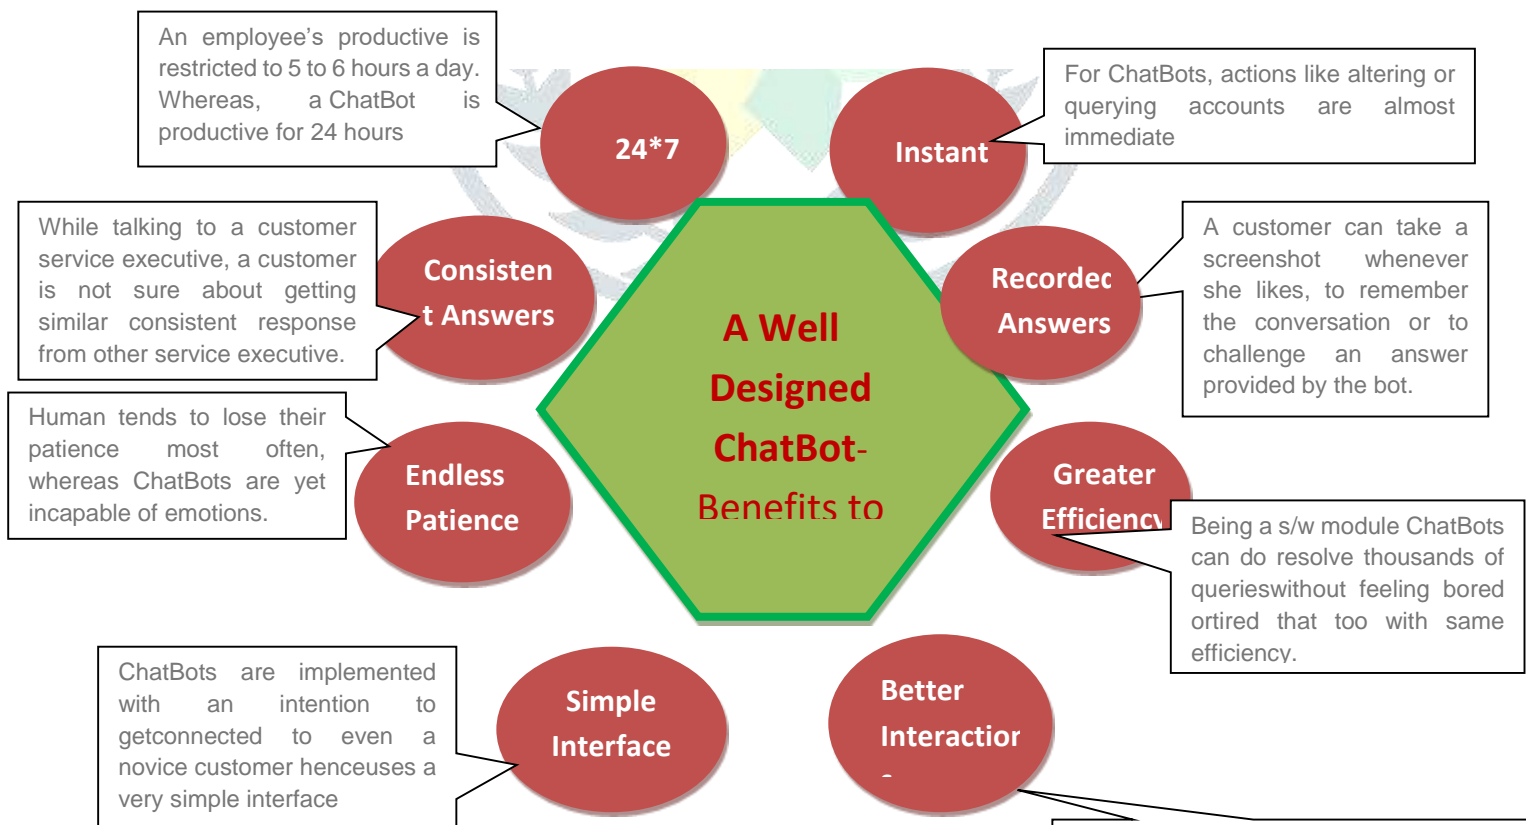 An employee’s productive is
restricted to 5 to 6 hours a day.
Whereas, a ChatBot is
productive for 24 hours
24*7
Instant
For ChatBots, actions like altering or
querying accounts are almost
immediate
While talking to a customer
service executive, a customer
is not sure about getting
similar consistent response
from other service executive.
Consisten
t Answers
Recorded
Answers
A customer can take a
screenshot whenever
she likes, to remember
the conversation or to
challenge an answer
provided by the bot.
A Well
Designed
ChatBot-
Benefits to
Human tends to lose their
patience most often,
whereas ChatBots are yet
incapable of emotions.
Endless
Patience
Greater
Efficiency
Being a s/w module ChatBots
can do resolve thousands of
querieswithout feeling bored
ortired that too with same
efficiency.
ChatBots are implemented
with an intention to
getconnected to even a
novice customer henceuses a
very simple interface
Simple
Interface
Better
Interaction
s